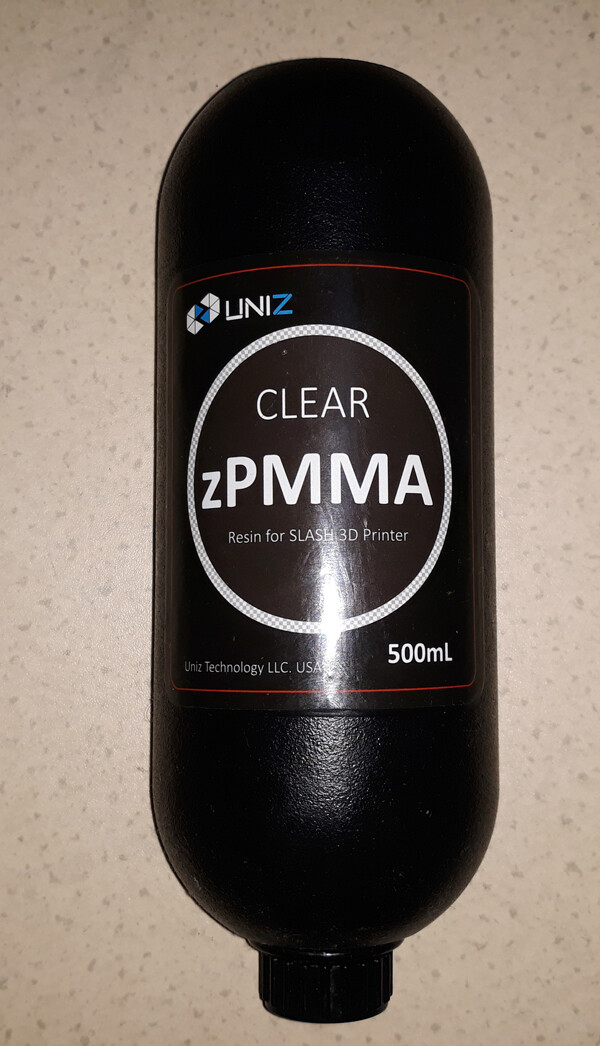 UNIZ
CLEAR
zPMMA
Resin for SLASH 3D Printer
500mL
Uniz Technology LLC. USA